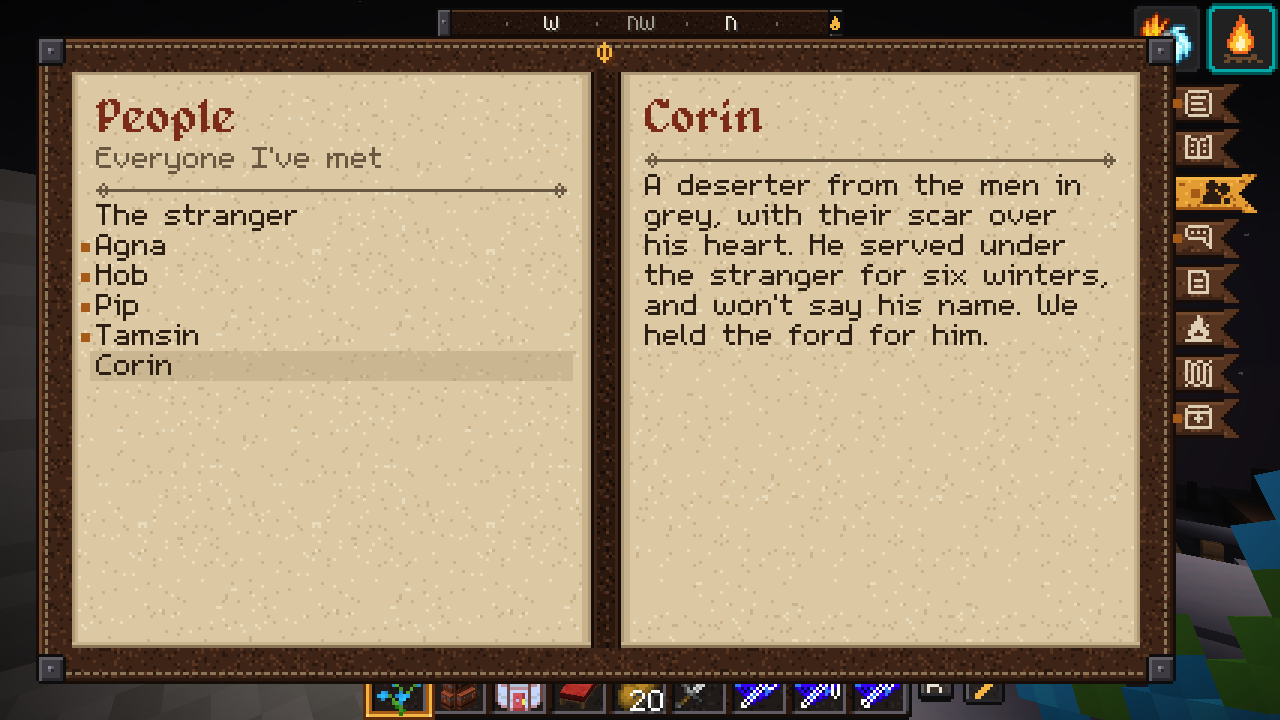 W NW N
People
Everyone I've met
The stranger
Agna
Hob
Pip
Tamsin
Corin
Corin
A deserter from the men in
grey, with their scar over
his heart. He served under
the stranger for six winters,
and won't say his name. We
held the ford for him.
20